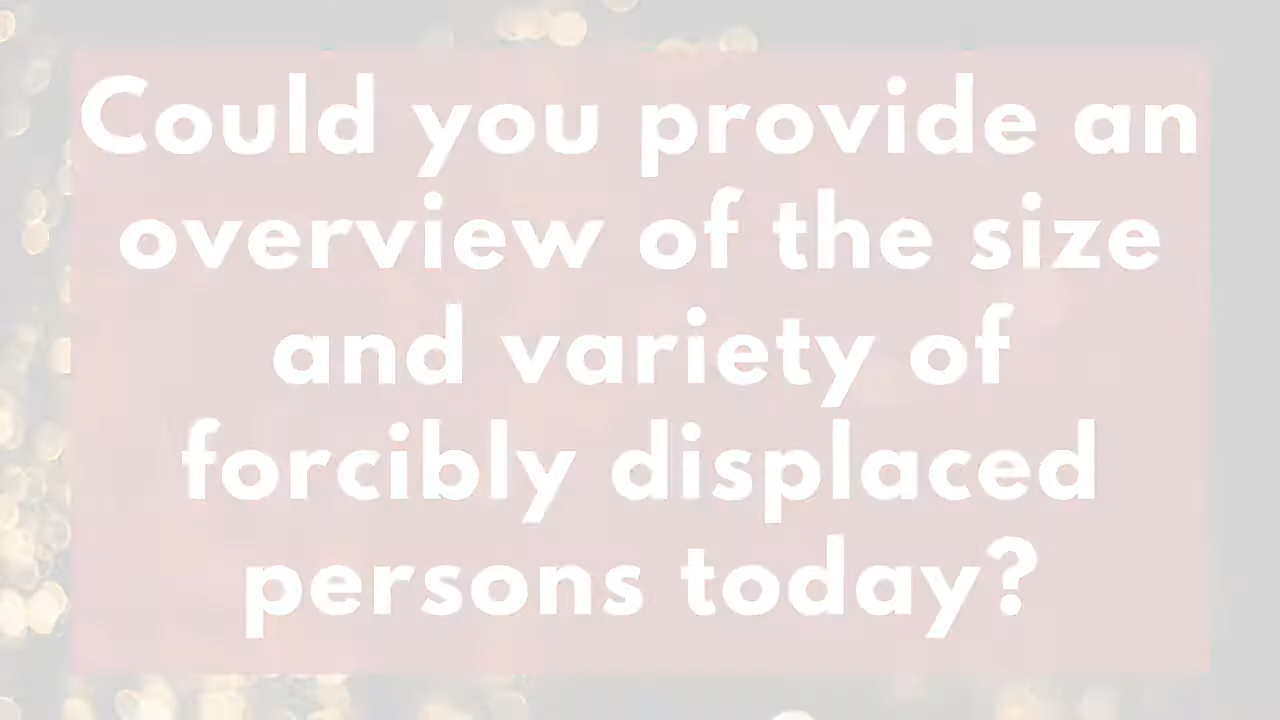 Could you provide an
overview of the size
and variety of
forcibly displaced
persons today?